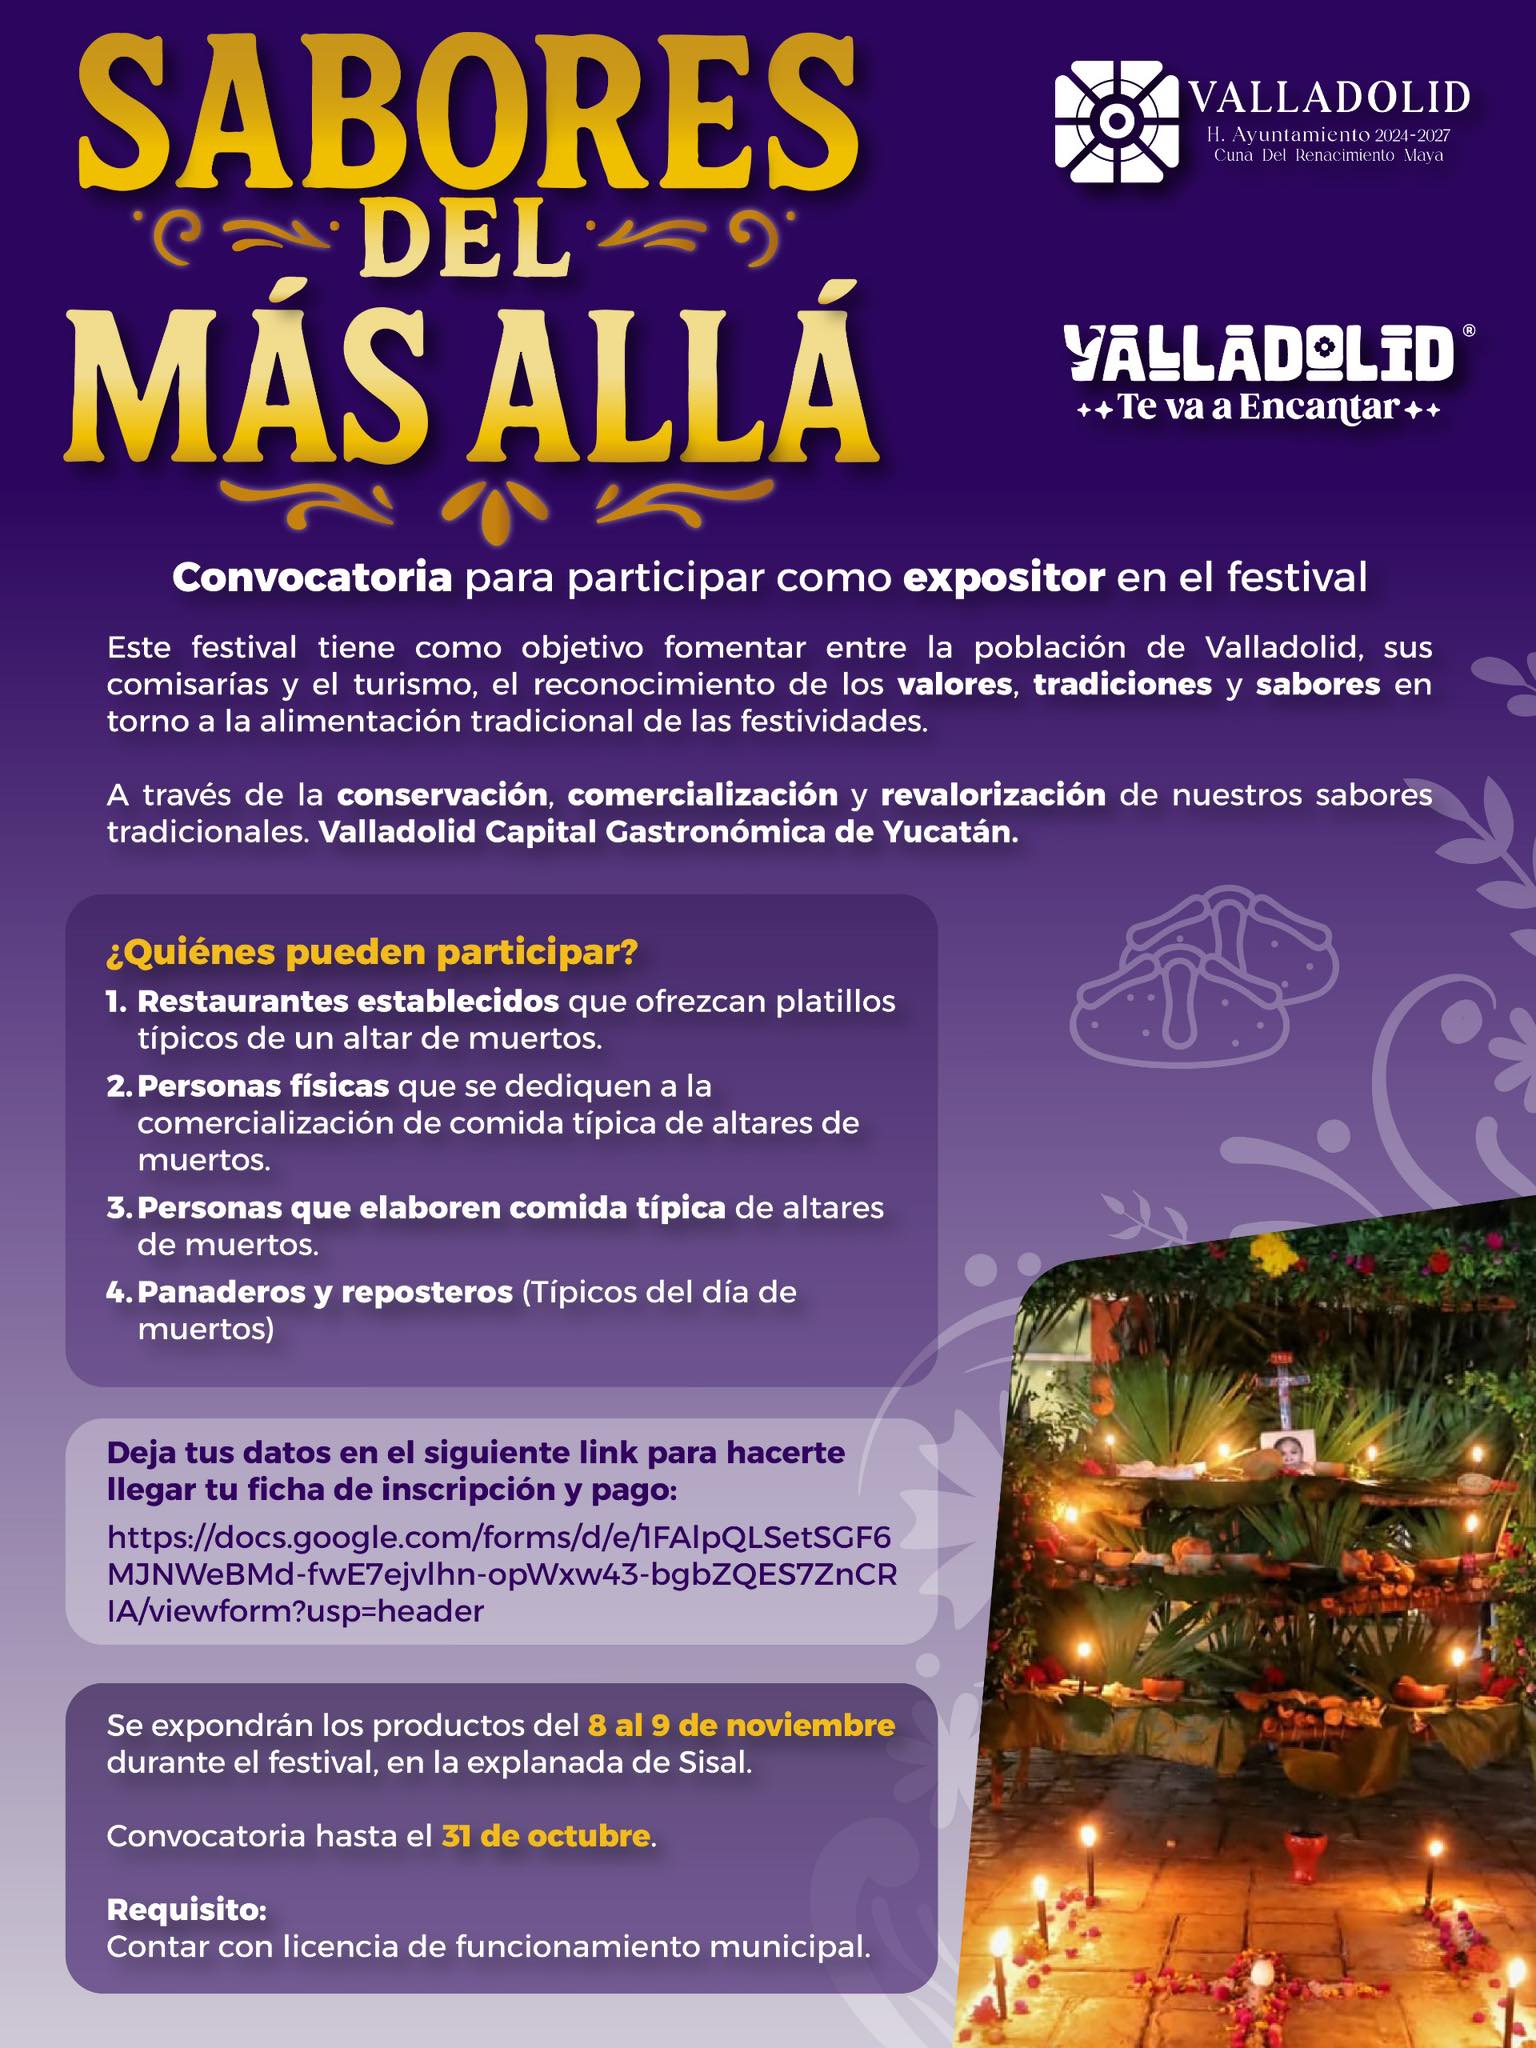 SABORES
DEL
MÁS ALLÁ
VALLADOLID
H. Ayuntamiento 2024-2027
Cuna Del Renacimiento Maya
VALLADOLID®
Te va a Encantar
Convocatoria para participar como expositor en el festival
Este festival tiene como objetivo fomentar entre la población de Valladolid, sus
comisarías y el turismo, el reconocimiento de los valores, tradiciones y sabores en
torno a la alimentación tradicional de las festividades.
A través de la conservación, comercialización y revalorización de nuestros sabores
tradicionales. Valladolid Capital Gastronómica de Yucatán.
¿Quiénes pueden participar?
1. Restaurantes establecidos que ofrezcan platillos
típicos de un altar de muertos.
2. Personas físicas que se dediquen a la
comercialización de comida típica de altares de
muertos.
3. Personas que elaboren comida típica de altares
de muertos.
4. Panaderos y reposteros (Típicos del día de
muertos)
Deja tus datos en el siguiente link para hacerte
llegar tu ficha de inscripción y pago:
https://docs.google.com/forms/d/e/1FAIpQLSetSGF6
MJNWeBMd-fwE7ejvlhn-opWxw43-bgbZQES7ZnCR
IA/viewform?usp=header
Se expondrán los productos del 8 al 9 de noviembre
durante el festival, en la explanada de Sisal.
Convocatoria hasta el 31 de octubre.
Requisito:
Contar con licencia de funcionamiento municipal.